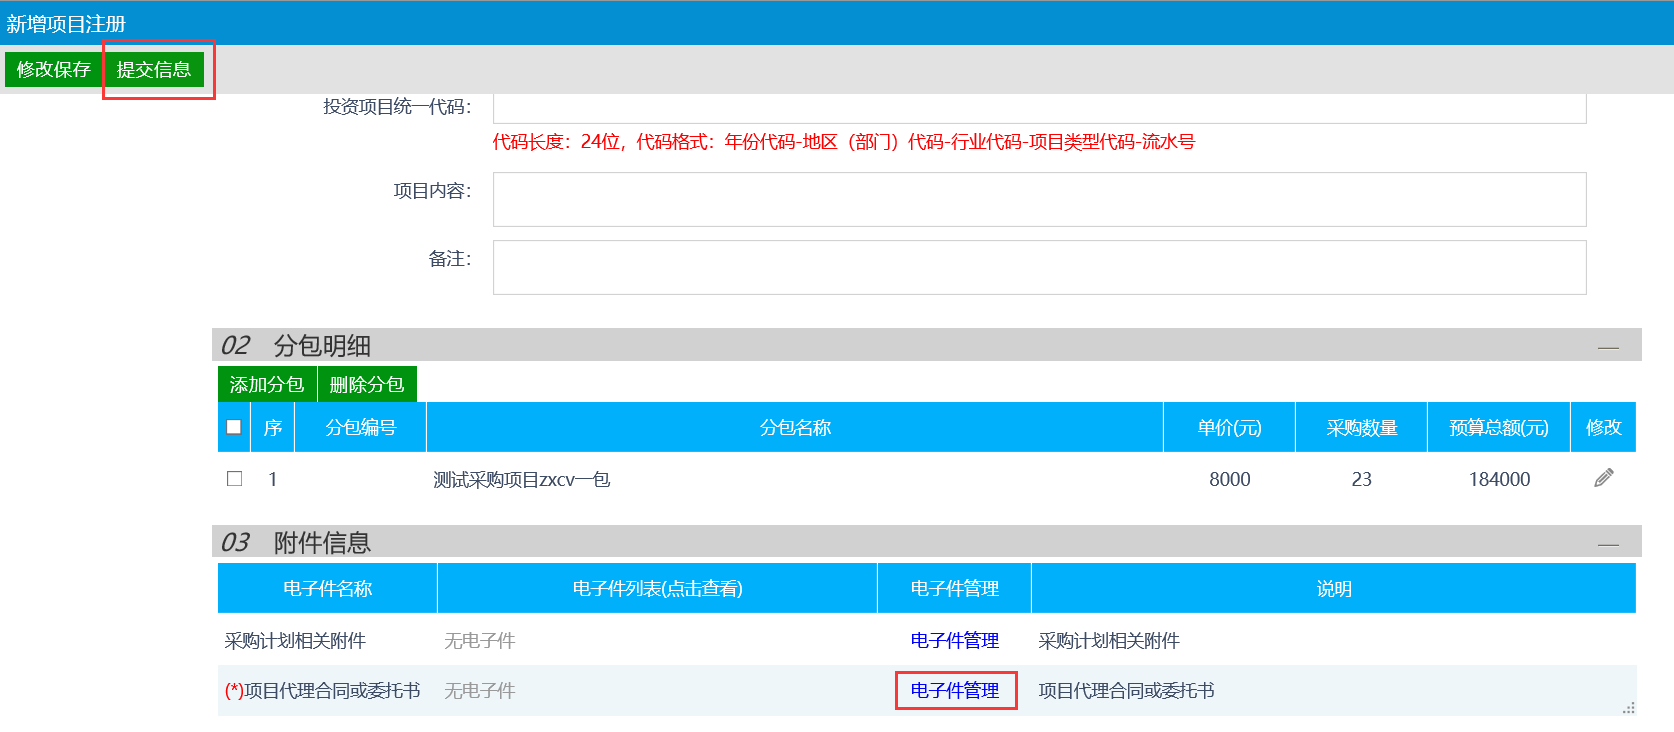 新增项目注册
修改保存 提交信息
投资项目统一代码：
代码长度：24位，代码格式：年份代码-地区（部门）代码-行业代码-项目类型代码-流水号
项目内容：
备注：
02 分包明细
添加分包 删除分包
序 分包编号 分包名称 单价(元) 采购数量 预算总额(元) 修改
1 测试采购项目zxcv一包 8000 23 184000
03 附件信息
电子件名称 电子件列表(点击查看) 电子件管理 说明
采购计划相关附件 无电子件 电子件管理 采购计划相关附件
(*)项目代理合同或委托书 无电子件 电子件管理 项目代理合同或委托书